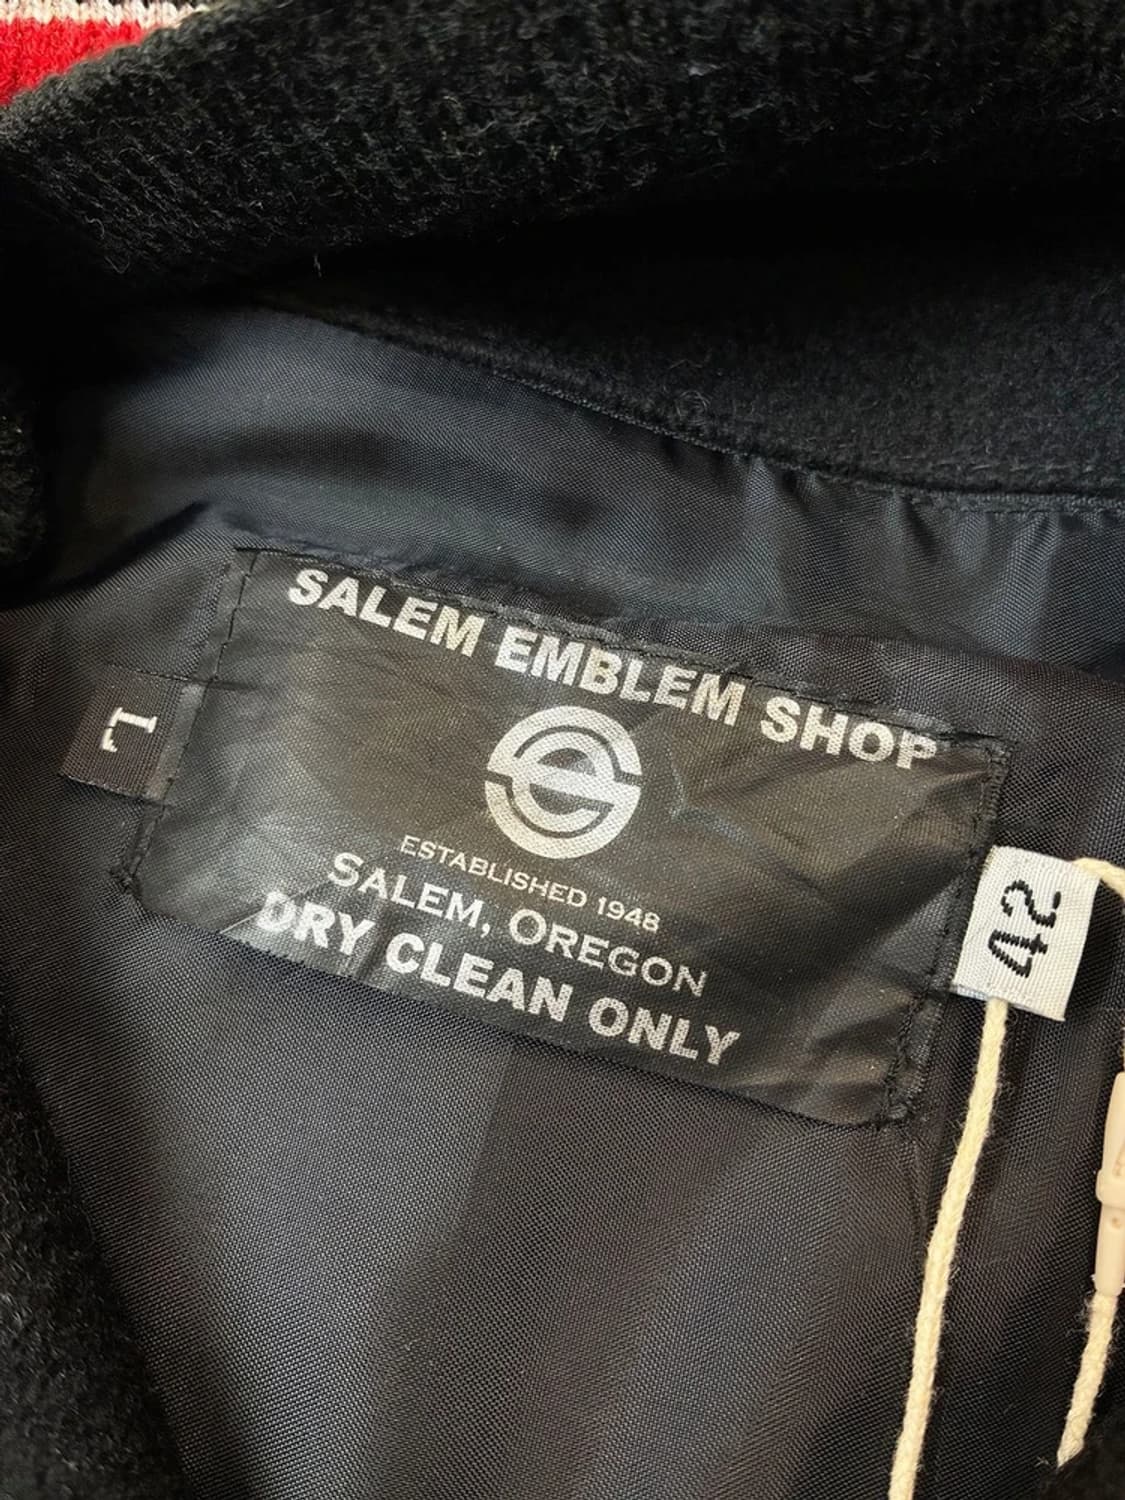 SALEM EMBLEM SHOP
ESTABLISHED 1948
SALEM, OREGON
DRY CLEAN ONLY
L
42